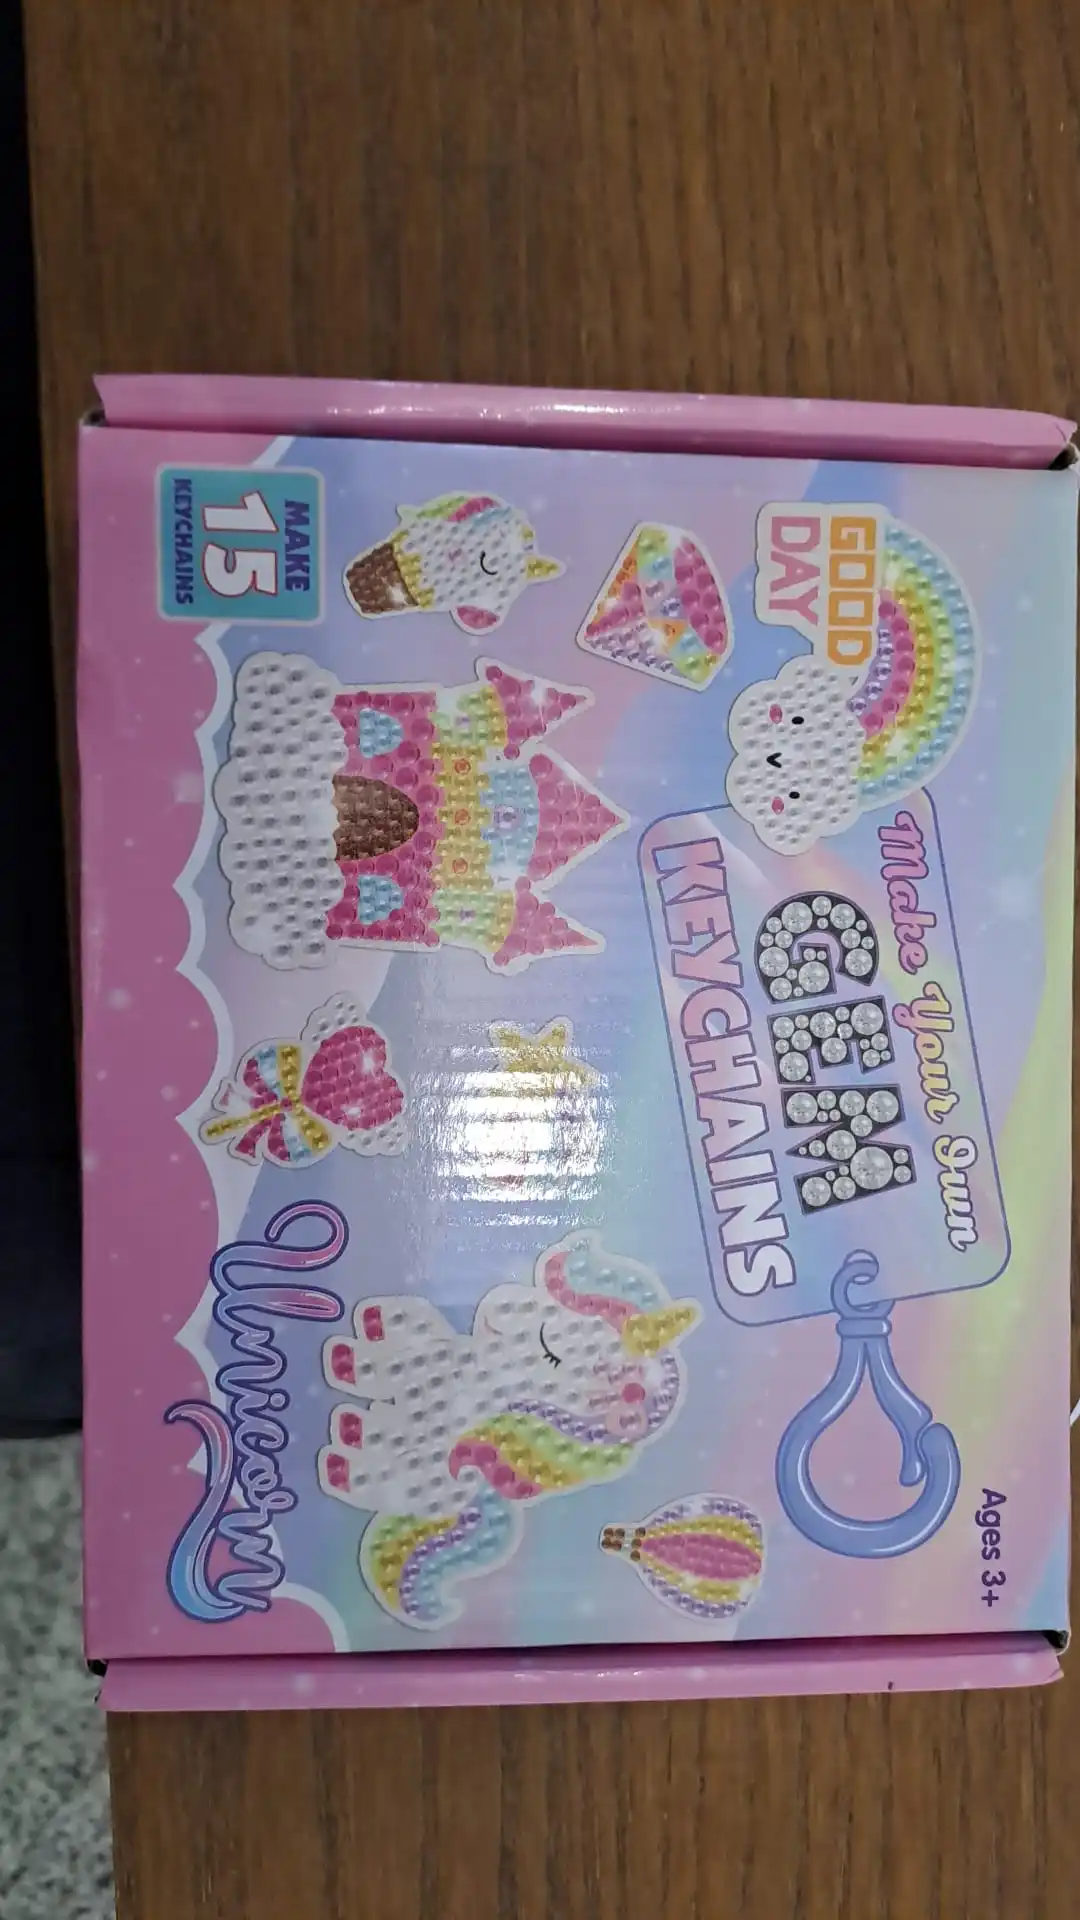 GOOD
DAY
Make Your Own
GEM
KEYCHAINS
Ages 3+
MAKE
15
KEYCHAINS
Unicorn